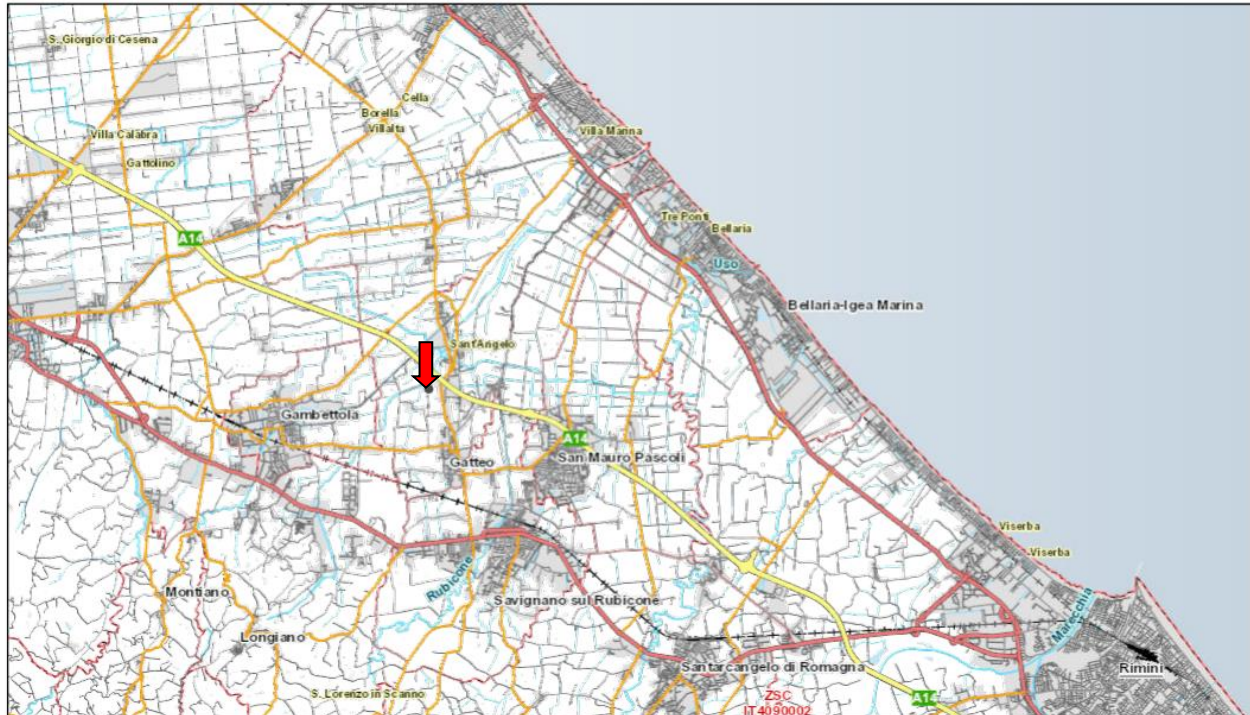 S. Giorgio di Cesena
Cella
Borella
Villalta
Villa Calabra
Villa Marina
Gattolino
Tre Ponti
Bellaria
A14
Uso
Bellaria-Igea Marina
Sant'Angelo
Gambettola
A14
Gatteo
San Mauro Pascoli
Viserba
Viserba
Rubicone
Montiano
Savignano sul Rubicone
Marecchia
Longiano
Santarcangelo di Romagna
Rimini
S. Lorenzo in Scanno
ZSC
IT4090002
A14